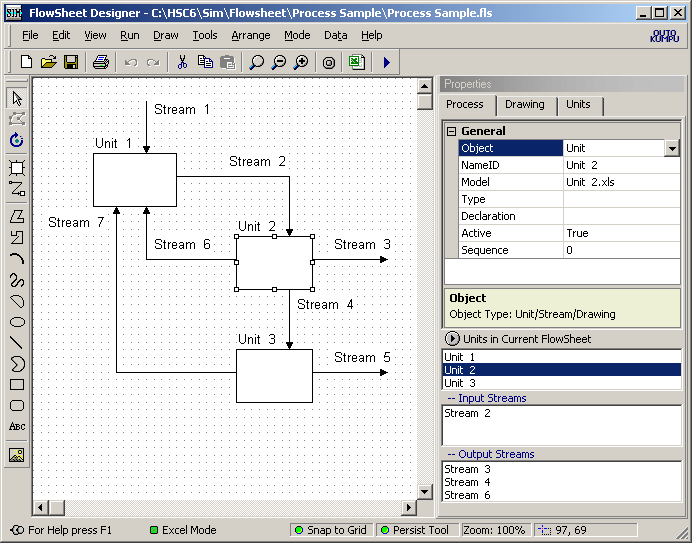 SIM FlowSheet Designer - C:\HSC6\Sim\Flowsheet\Process Sample\Process Sample.fls
File Edit View Run Draw Tools Arrange Mode Data Help
OUTO
KUMPU
Properties
Process Drawing Units
General
Object Unit
NameID Unit 2
Model Unit 2.xls
Type
Declaration
Active True
Sequence 0
Object
Object Type: Unit/Stream/Drawing
Units in Current FlowSheet
Unit 1
Unit 2
Unit 3
-- Input Streams
Stream 2
-- Output Streams
Stream 3
Stream 4
Stream 6
Stream 1
Unit 1
Stream 2
Stream 7
Unit 2
Stream 6
Stream 3
Stream 4
Unit 3
Stream 5
ABC
For Help press F1 Excel Mode Snap to Grid Persist Tool Zoom: 100% 97, 69